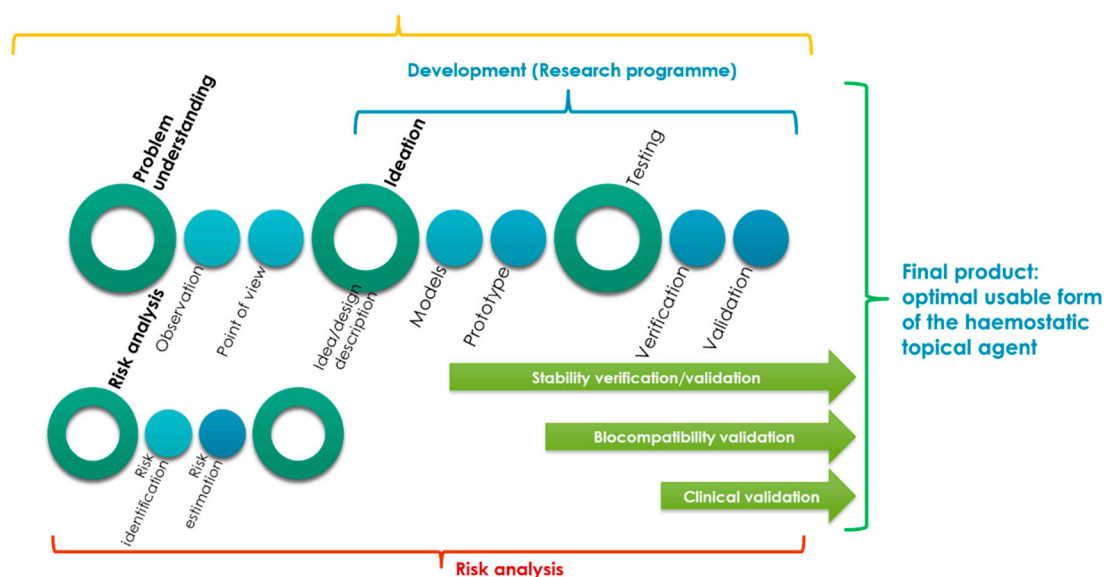 Development (Research programme)
Problem
understanding
Ideation
Testing
Observation
Point of view
Idea/design
description
Models
Prototype
Verification
Validation
Final product:
optimal usable form
of the haemostatic
topical agent
Risk analysis
Stability verification/validation
Biocompatibility validation
Clinical validation
Risk
identification
Risk
estimation
Risk analysis